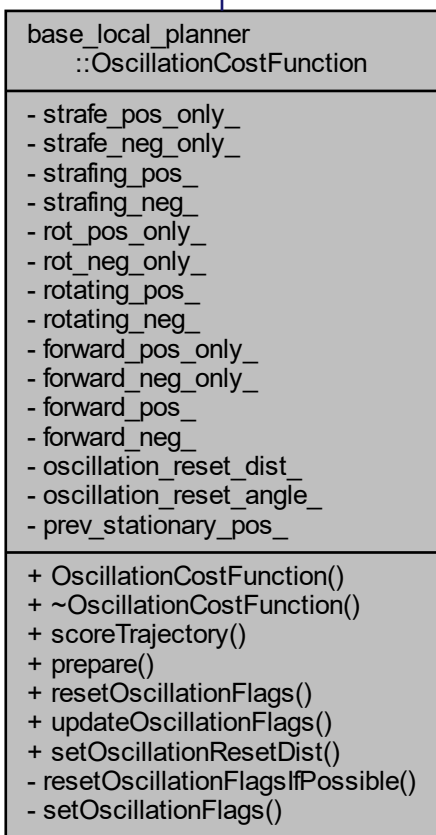 base_local_planner
::OscillationCostFunction
- strafe_pos_only_
- strafe_neg_only_
- strafing_pos_
- strafing_neg_
- rot_pos_only_
- rot_neg_only_
- rotating_pos_
- rotating_neg_
- forward_pos_only_
- forward_neg_only_
- forward_pos_
- forward_neg_
- oscillation_reset_dist_
- oscillation_reset_angle_
- prev_stationary_pos_
+ OscillationCostFunction()
+ ~OscillationCostFunction()
+ scoreTrajectory()
+ prepare()
+ resetOscillationFlags()
+ updateOscillationFlags()
+ setOscillationResetDist()
- resetOscillationFlagsIfPossible()
- setOscillationFlags()